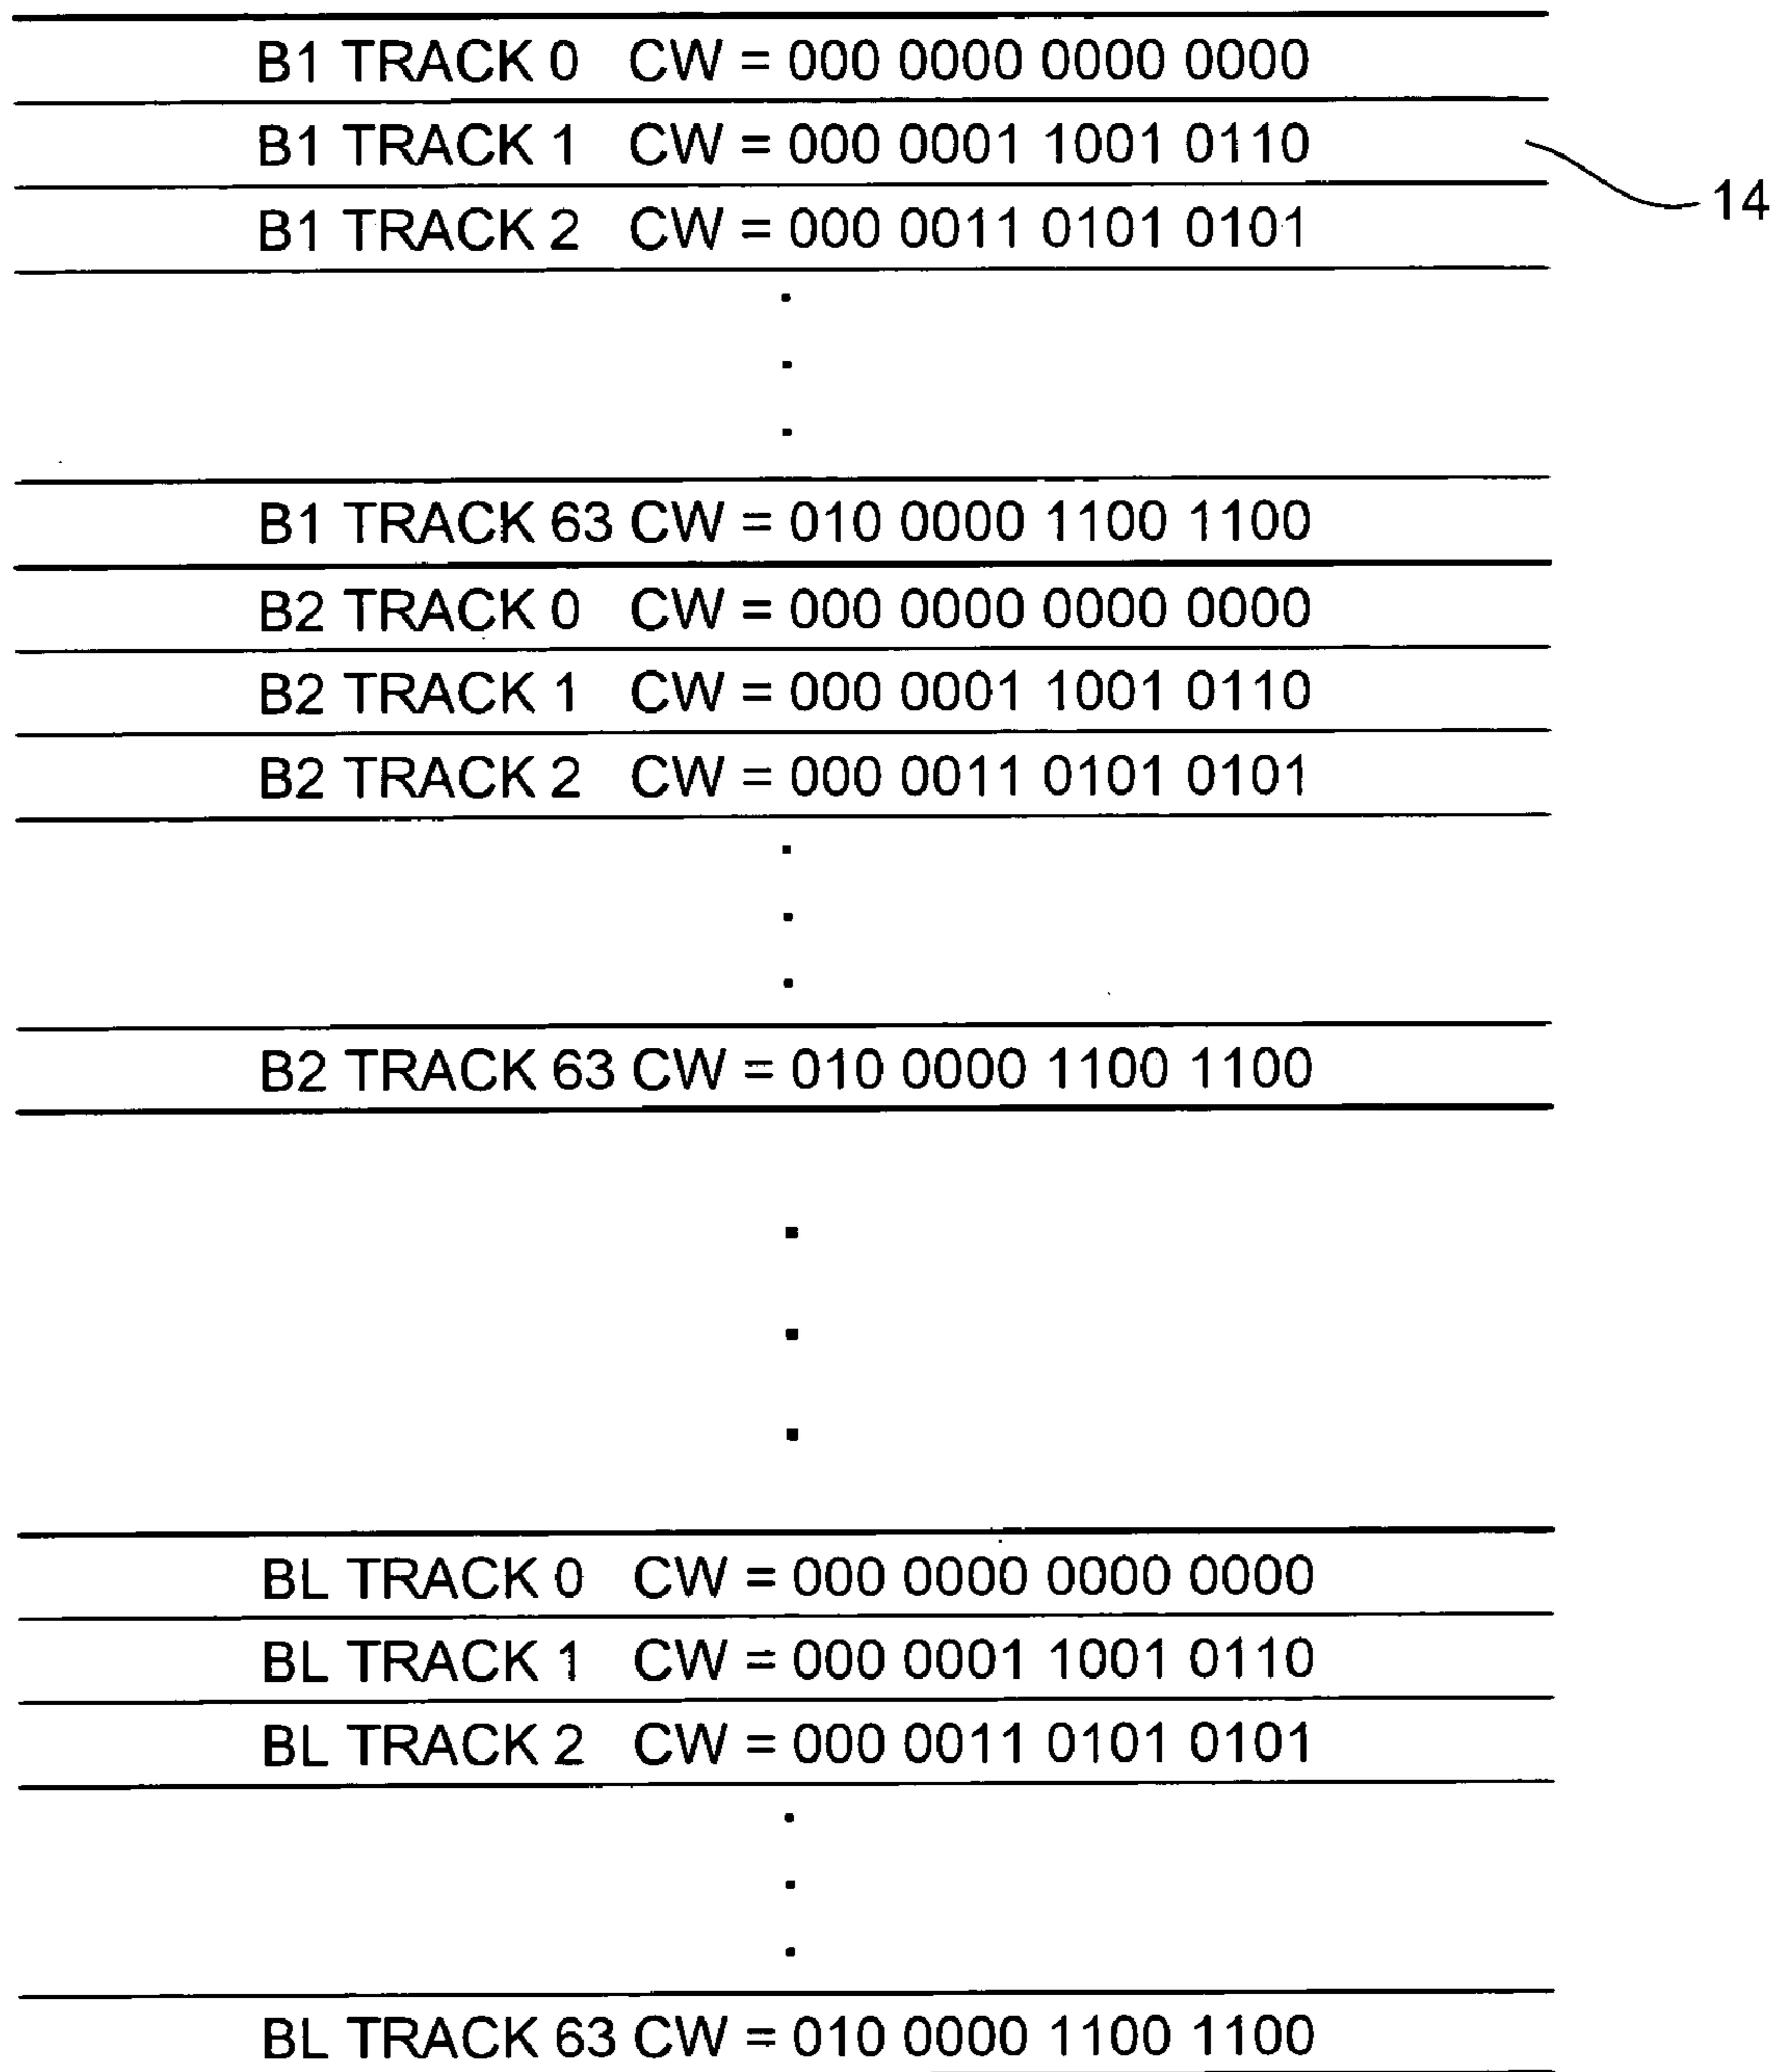 B1 TRACK 0 CW = 000 0000 0000 0000
B1 TRACK 1 CW = 000 0001 1001 0110
14
B1 TRACK 2 CW = 000 0011 0101 0101
B1 TRACK 63 CW = 010 0000 1100 1100
B2 TRACK 0 CW = 000 0000 0000 0000
B2 TRACK 1 CW = 000 0001 1001 0110
B2 TRACK 2 CW = 000 0011 0101 0101
B2 TRACK 63 CW = 010 0000 1100 1100
BL TRACK 0 CW = 000 0000 0000 0000
BL TRACK 1 CW = 000 0001 1001 0110
BL TRACK 2 CW = 000 0011 0101 0101
BL TRACK 63 CW = 010 0000 1100 1100